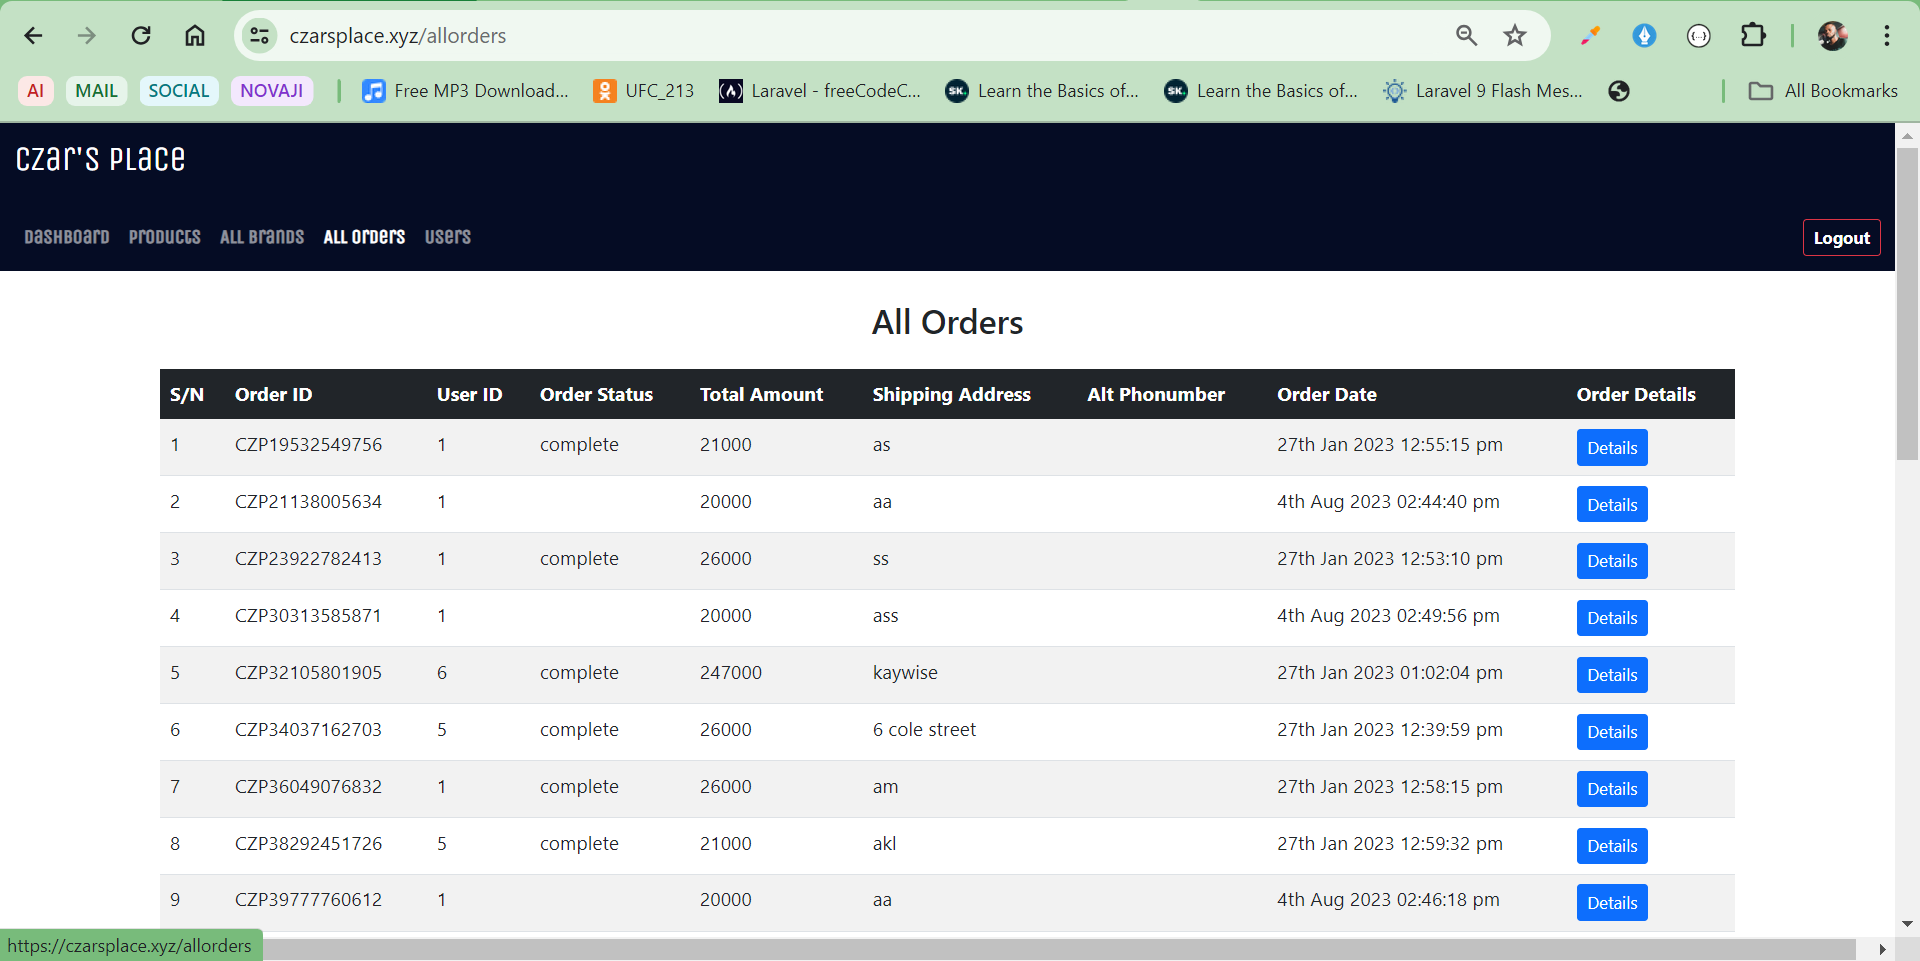 czarsplace.xyz/allorders
AI MAIL SOCIAL NOVAJI Free MP3 Download... UFC_213 Laravel - freeCodeC... SK. Learn the Basics of... SK. Learn the Basics of... Laravel 9 Flash Mes... All Bookmarks
Czar's Place
Dashboard Products All Brands All Orders Users Logout
All Orders
S/N Order ID User ID Order Status Total Amount Shipping Address Alt Phonumber Order Date Order Details
1 CZP19532549756 1 complete 21000 as 27th Jan 2023 12:55:15 pm Details
2 CZP21138005634 1 20000 aa 4th Aug 2023 02:44:40 pm Details
3 CZP23922782413 1 complete 26000 ss 27th Jan 2023 12:53:10 pm Details
4 CZP30313585871 1 20000 ass 4th Aug 2023 02:49:56 pm Details
5 CZP32105801905 6 complete 247000 kaywise 27th Jan 2023 01:02:04 pm Details
6 CZP34037162703 5 complete 26000 6 cole street 27th Jan 2023 12:39:59 pm Details
7 CZP36049076832 1 complete 26000 am 27th Jan 2023 12:58:15 pm Details
8 CZP38292451726 5 complete 21000 akl 27th Jan 2023 12:59:32 pm Details
9 CZP39777760612 1 20000 aa 4th Aug 2023 02:46:18 pm Details
https://czarsplace.xyz/allorders